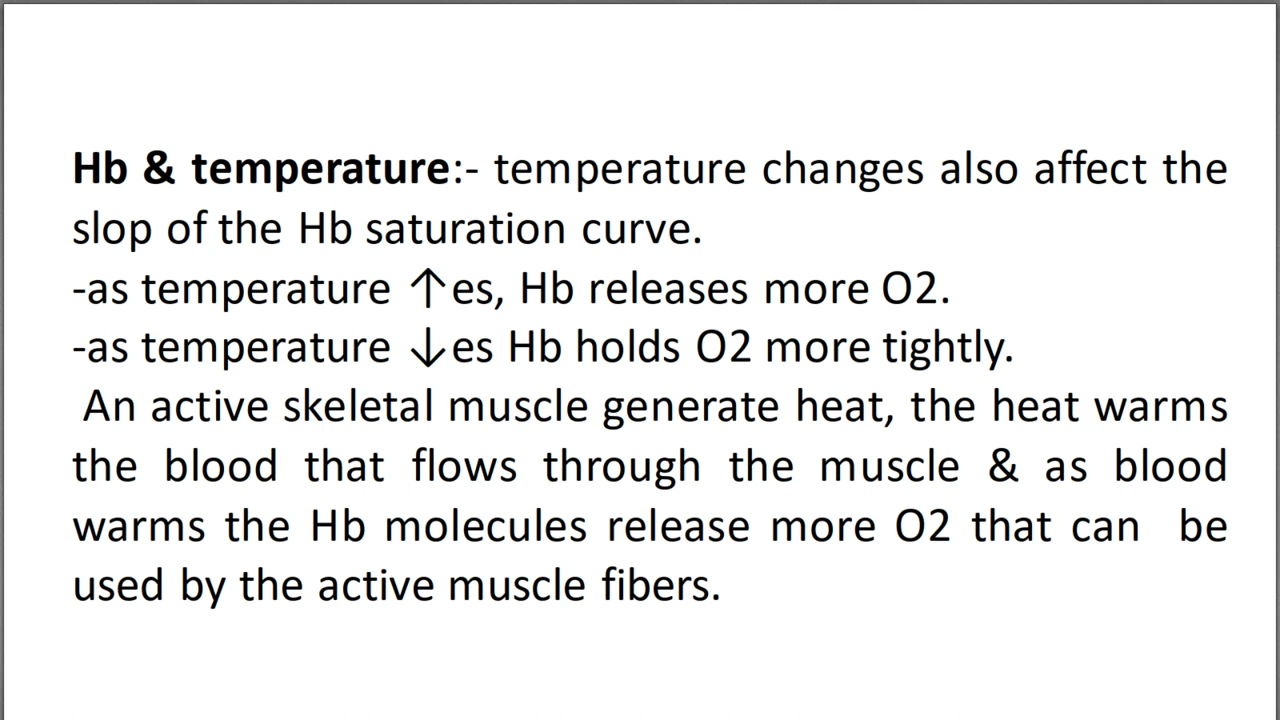 Hb & temperature:- temperature changes also affect the
slop of the Hb saturation curve.
-as temperature ↑es, Hb releases more O2.
-as temperature ↓es Hb holds O2 more tightly.
An active skeletal muscle generate heat, the heat warms
the blood that flows through the muscle & as blood
warms the Hb molecules release more O2 that can be
used by the active muscle fibers.